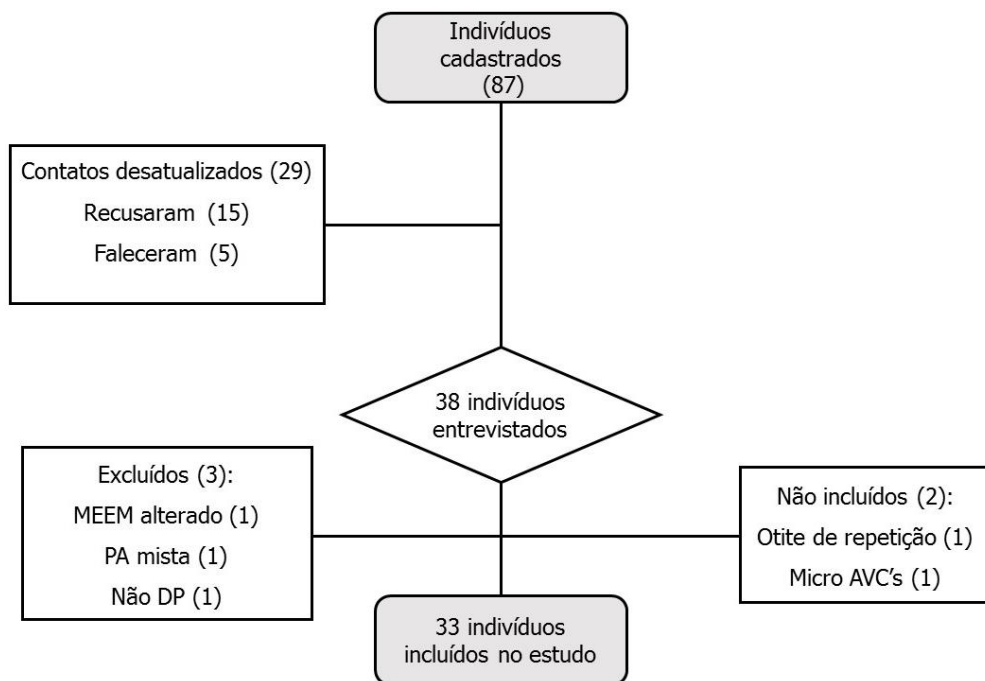 Indivíduos
cadastrados
(87)
Contatos desatualizados (29)
Recusaram (15)
Faleceram (5)
38 indivíduos
entrevistados
Excluídos (3):
MEEM alterado (1)
PA mista (1)
Não DP (1)
Não incluídos (2):
Otite de repetição (1)
Micro AVC’s (1)
33 indivíduos
incluídos no estudo